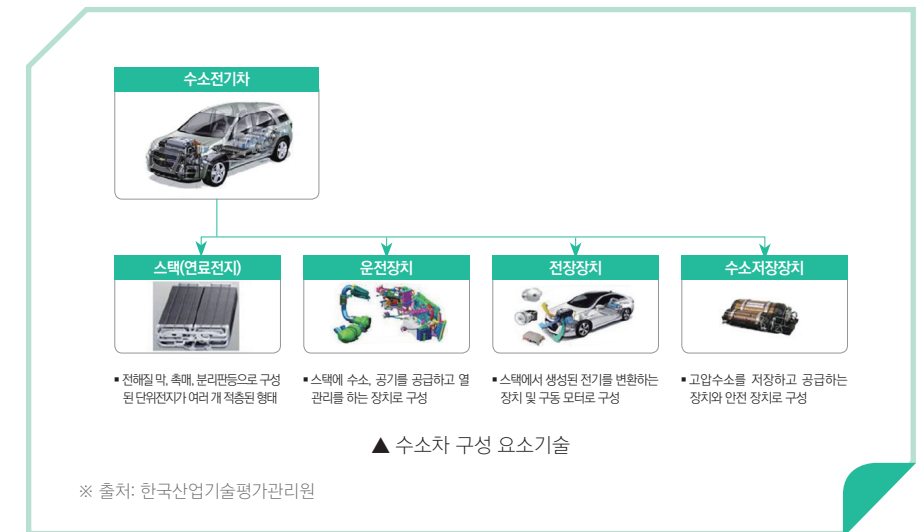 수소전기차
스택(연료전지)
운전장치
전장장치
수소저장장치
▪ 전해질 막, 촉매, 분리판등으로 구성
된 단위전지가 여러 개 적층된 형태
▪ 스택에 수소, 공기를 공급하고 열
관리를 하는 장치로 구성
▪ 스택에서 생성된 전기를 변환하는
장치 및 구동 모터로 구성
▪ 고압수소를 저장하고 공급하는
장치와 안전 장치로 구성
▲ 수소차 구성 요소기술
※ 출처: 한국산업기술평가관리원